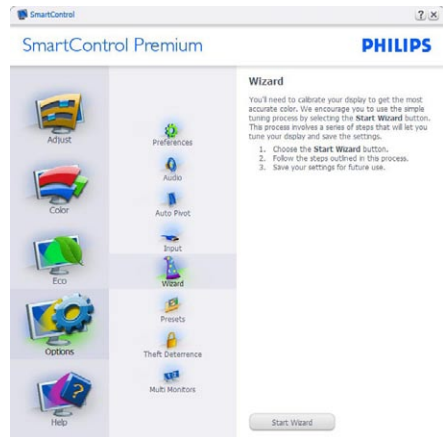 SmartControl
SmartControl Premium
PHILIPS
Adjust
Color
Eco
Options
Help
Preferences
Audio
Auto Pivot
Input
Wizard
Presets
Theft Deterrence
Multi Monitors
Wizard
You'll need to calibrate your display to get the most
accurate color. We encourage you to use the simple
tuning process by selecting the Start Wizard button.
This process involves a series of steps that will let you
tune your display and save the settings.
1. Choose the Start Wizard button.
2. Follow the steps outlined in this process.
3. Save your settings for future use.
Start Wizard